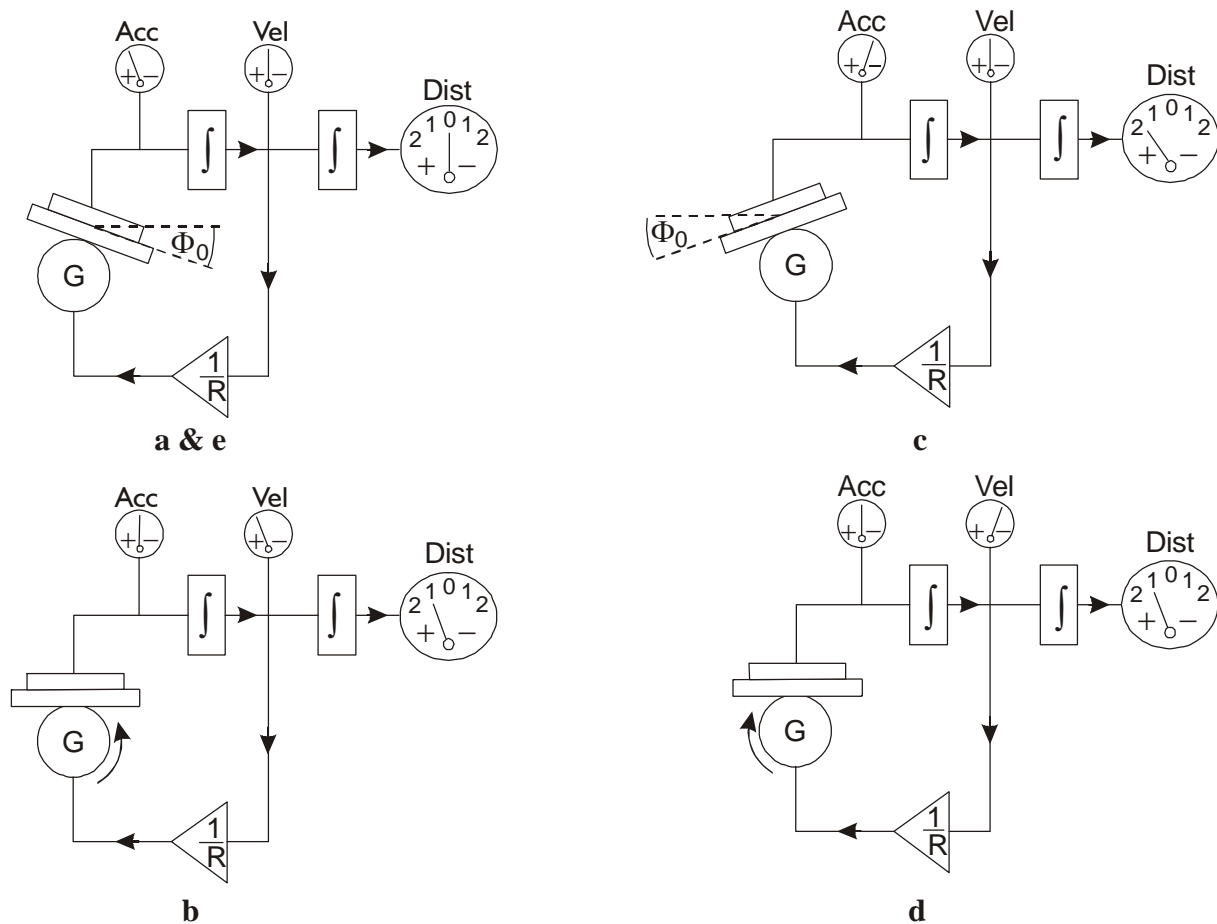 Acc Vel
+ −
+ −
Dist
2 1 0 1 2
+ −
∫ ∫
Φ0
G
1
R
a & e
Acc Vel
+ −
+ −
Dist
2 1 0 1 2
+ −
∫ ∫
Φ0
G
1
R
c
Acc Vel
+ −
+ −
Dist
2 1 0 1 2
+ −
∫ ∫
G
1
R
b
Acc Vel
+ −
+ −
Dist
2 1 0 1 2
+ −
∫ ∫
G
1
R
d